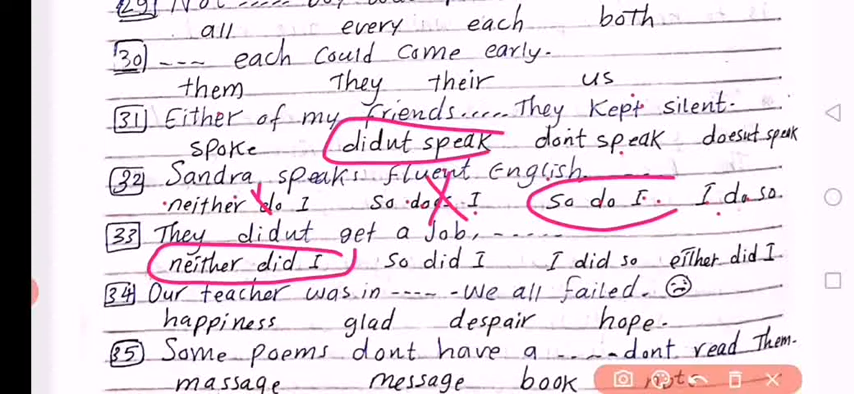 29
all every each both
30 ---- each could come early.
them They their us
31 Either of my friends..... They kept silent.
spoke didnt speak dont speak doesnt speak
32 Sandra speaks fluent English.
neither do I So does I So do I. I do so.
33 They didnt get a job, ------
neither did I So did I I did so either did I
34 Our teacher was in ----- We all failed. ☹
happiness glad despair hope.
35 Some poems dont have a ---- dont read Them.
massage message book